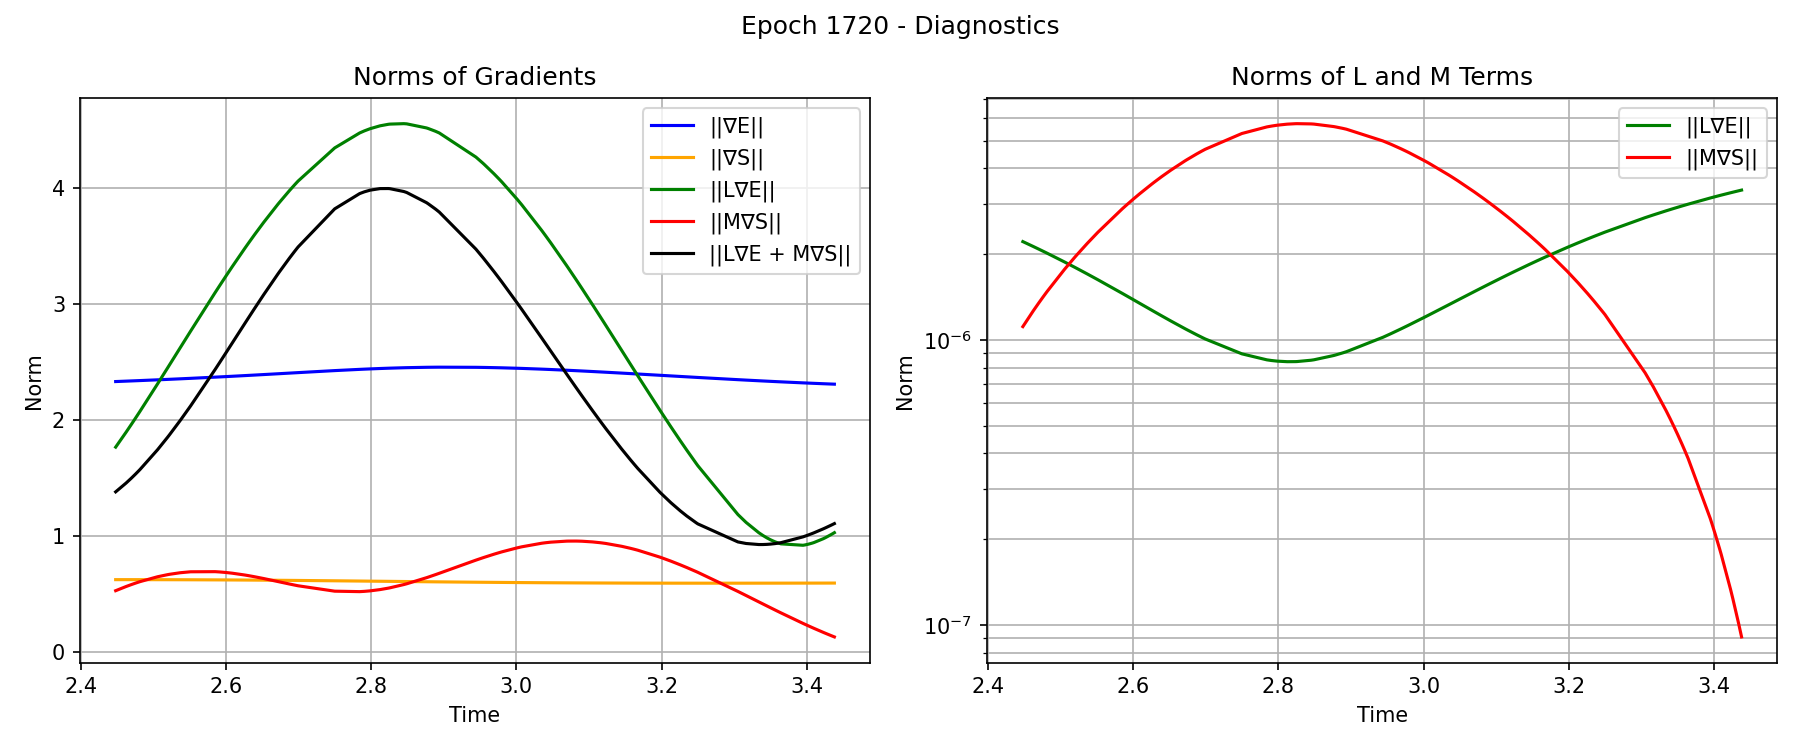 Epoch 1720 - Diagnostics
Norms of Gradients
||∇E||
||∇S||
||L∇E||
||M∇S||
||L∇E + M∇S||
Norm
4
3
2
1
0
2.4 2.6 2.8 3.0 3.2 3.4
Time
Norms of L and M Terms
||L∇E||
||M∇S||
Norm
10⁻⁶
10⁻⁷
2.4 2.6 2.8 3.0 3.2 3.4
Time